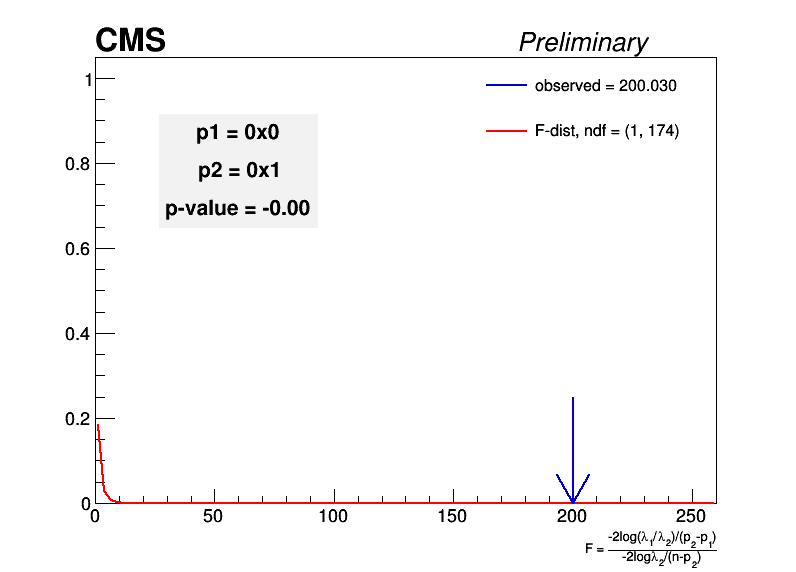 CMS Preliminary
observed = 200.030
F-dist, ndf = (1, 174)
p1 = 0x0
p2 = 0x1
p-value = -0.00
1
0.8
0.6
0.4
0.2
0
0 50 100 150 200 250
F = -2log(λ₁/λ₂)/(p₂-p₁)
-2logλ₂/(n-p₂)